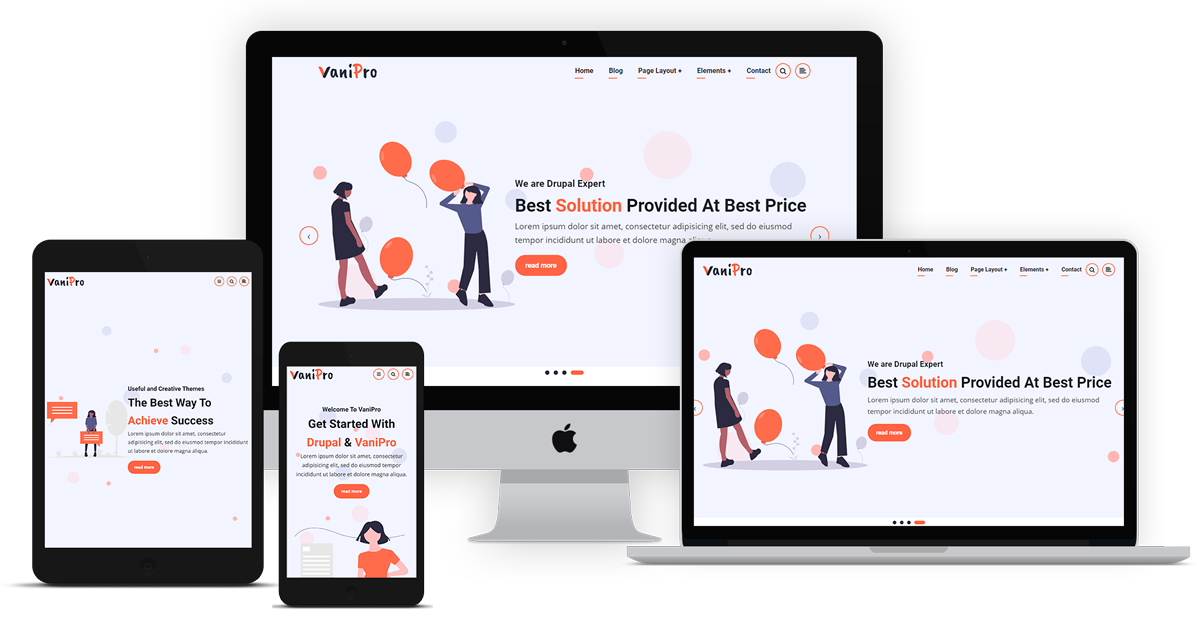 VaniPro
Home Blog Page Layout + Elements + Contact
We are Drupal Expert
Best Solution Provided At Best Price
Lorem ipsum dolor sit amet, consectetur adipisicing elit, sed do eiusmod
tempor incididunt ut labore et dolore magna aliqua.
read more
VaniPro
Useful and Creative Themes
The Best Way To
Achieve Success
Lorem ipsum dolor sit amet, consectetur
adipisicing elit, sed do eiusmod tempor incididunt
ut labore et dolore magna aliqua.
read more
VaniPro
Welcome To VaniPro
Get Started With
Drupal & VaniPro
Lorem ipsum dolor sit amet, consectetur
adipisicing elit, sed do eiusmod tempor
incididunt ut labore et dolore magna aliqua.
read more
VaniPro
Home Blog Page Layout + Elements + Contact
We are Drupal Expert
Best Solution Provided At Best Price
Lorem ipsum dolor sit amet, consectetur adipisicing elit, sed do eiusmod tempor incididunt ut labore et
dolore magna aliqua.
read more